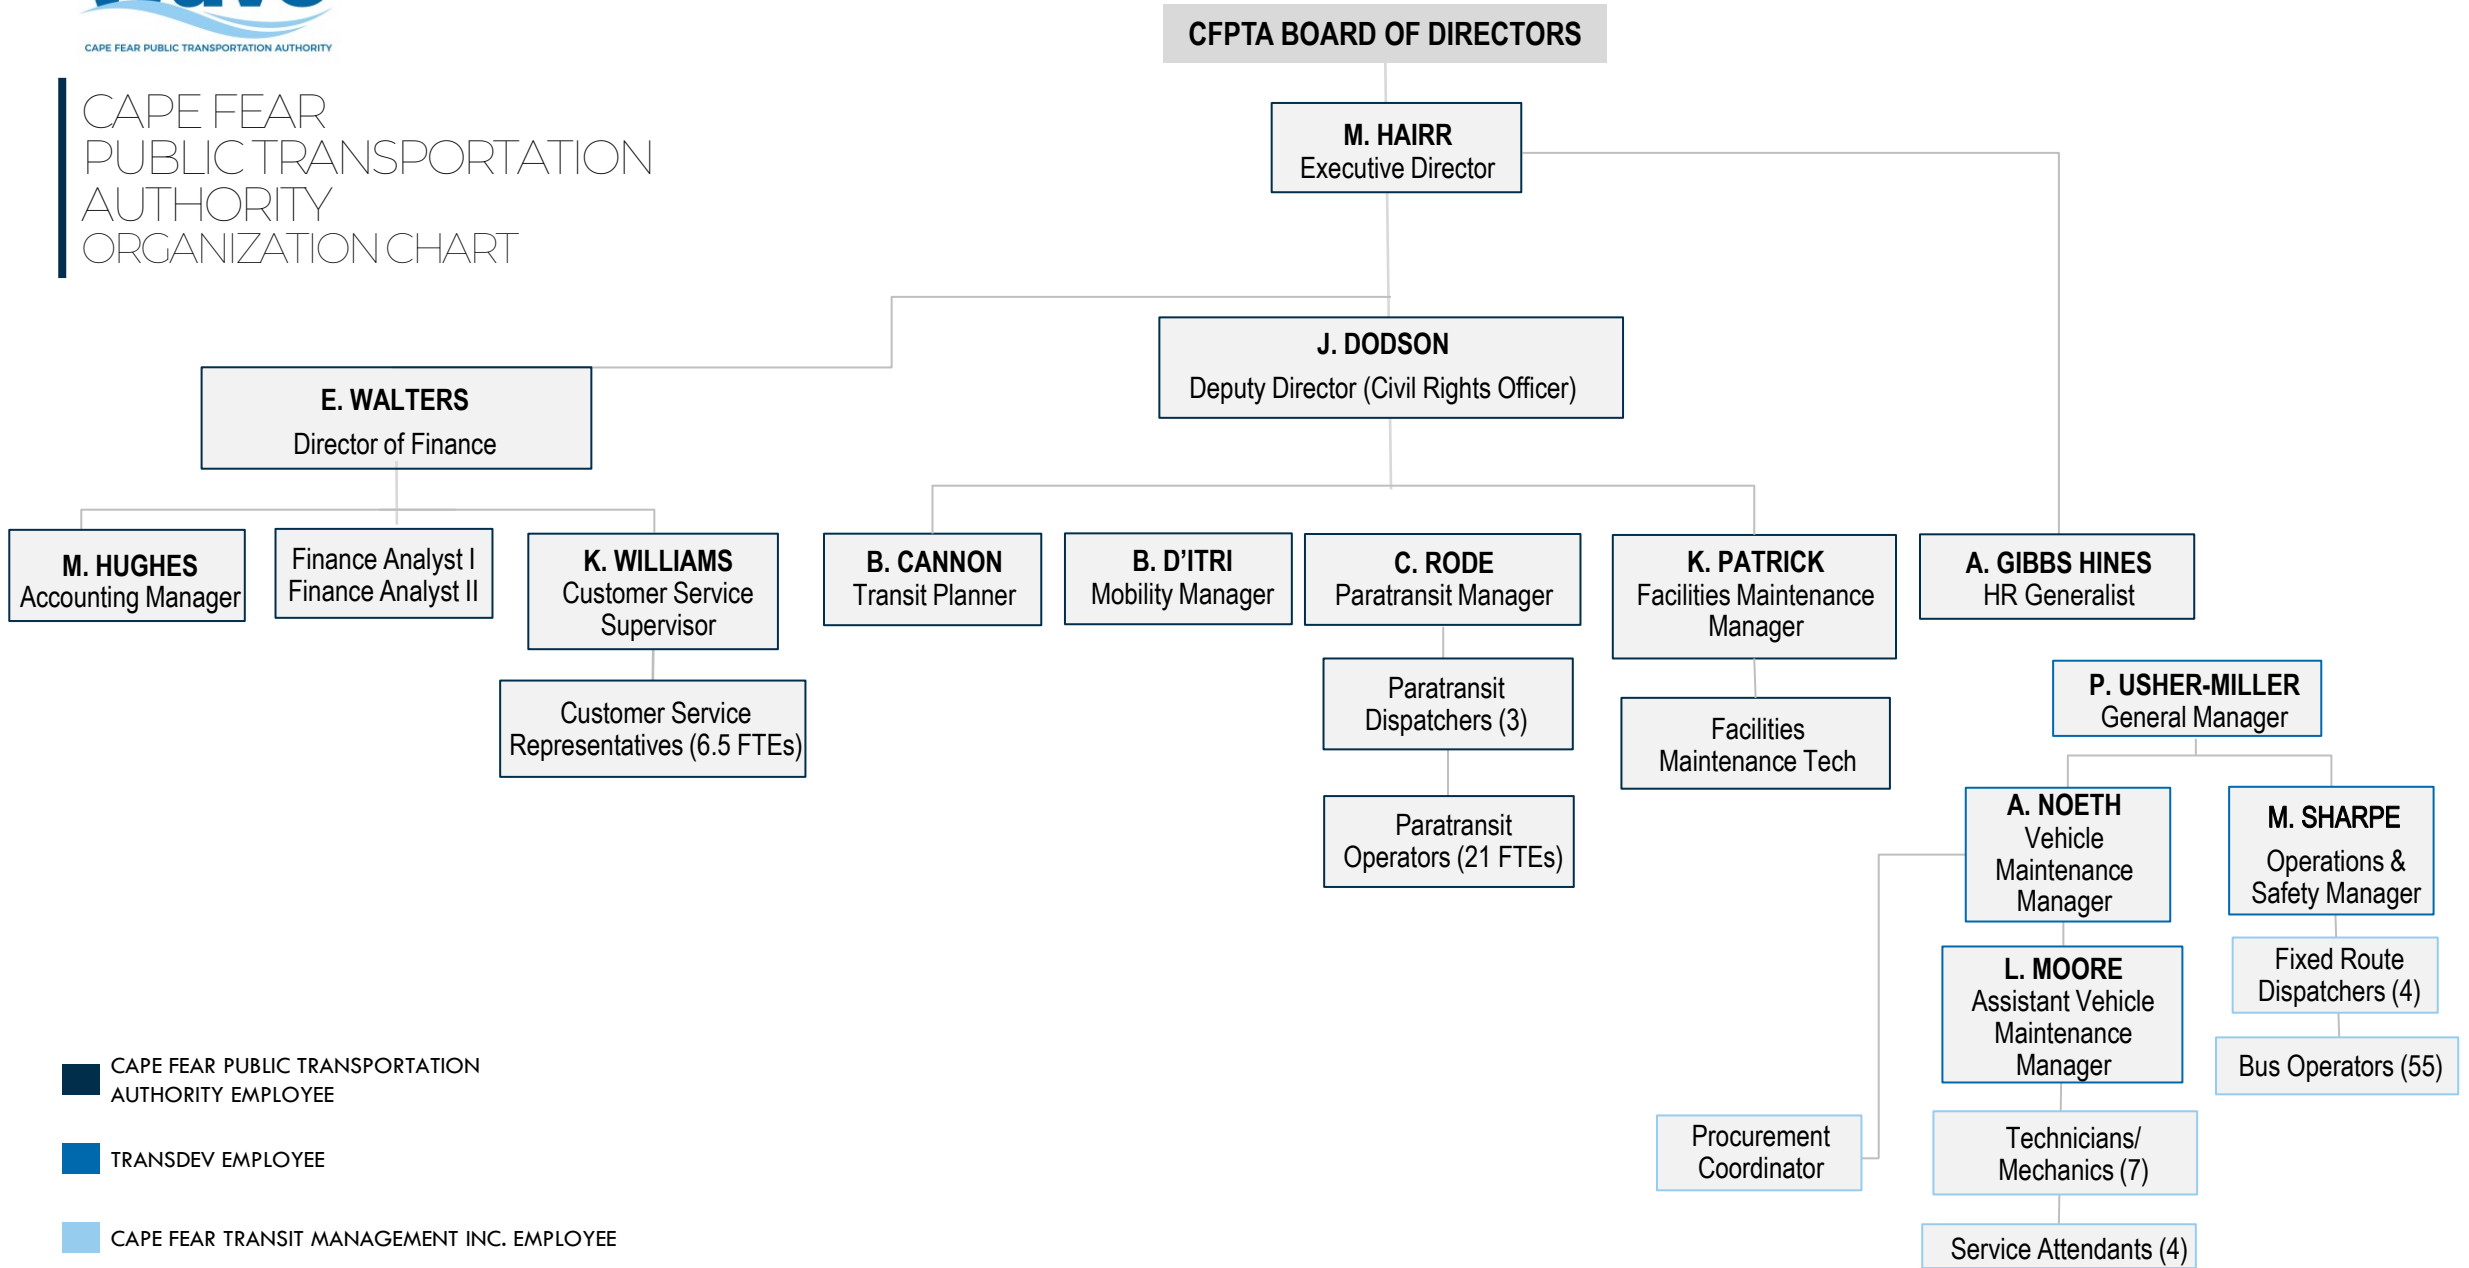 CAPE FEAR PUBLIC TRANSPORTATION AUTHORITY
CAPE FEAR
PUBLIC TRANSPORTATION
AUTHORITY
ORGANIZATION CHART
CFPTA BOARD OF DIRECTORS
M. HAIRR
Executive Director
J. DODSON
Deputy Director (Civil Rights Officer)
E. WALTERS
Director of Finance
M. HUGHES
Accounting Manager
Finance Analyst I
Finance Analyst II
K. WILLIAMS
Customer Service
Supervisor
Customer Service
Representatives (6.5 FTEs)
B. CANNON
Transit Planner
B. D'ITRI
Mobility Manager
C. RODE
Paratransit Manager
Paratransit
Dispatchers (3)
Paratransit
Operators (21 FTEs)
K. PATRICK
Facilities Maintenance
Manager
Facilities
Maintenance Tech
A. GIBBS HINES
HR Generalist
P. USHER-MILLER
General Manager
A. NOETH
Vehicle
Maintenance
Manager
M. SHARPE
Operations &
Safety Manager
L. MOORE
Assistant Vehicle
Maintenance
Manager
Fixed Route
Dispatchers (4)
Bus Operators (55)
Procurement
Coordinator
Technicians/
Mechanics (7)
Service Attendants (4)
CAPE FEAR PUBLIC TRANSPORTATION
AUTHORITY EMPLOYEE
TRANSDEV EMPLOYEE
CAPE FEAR TRANSIT MANAGEMENT INC. EMPLOYEE